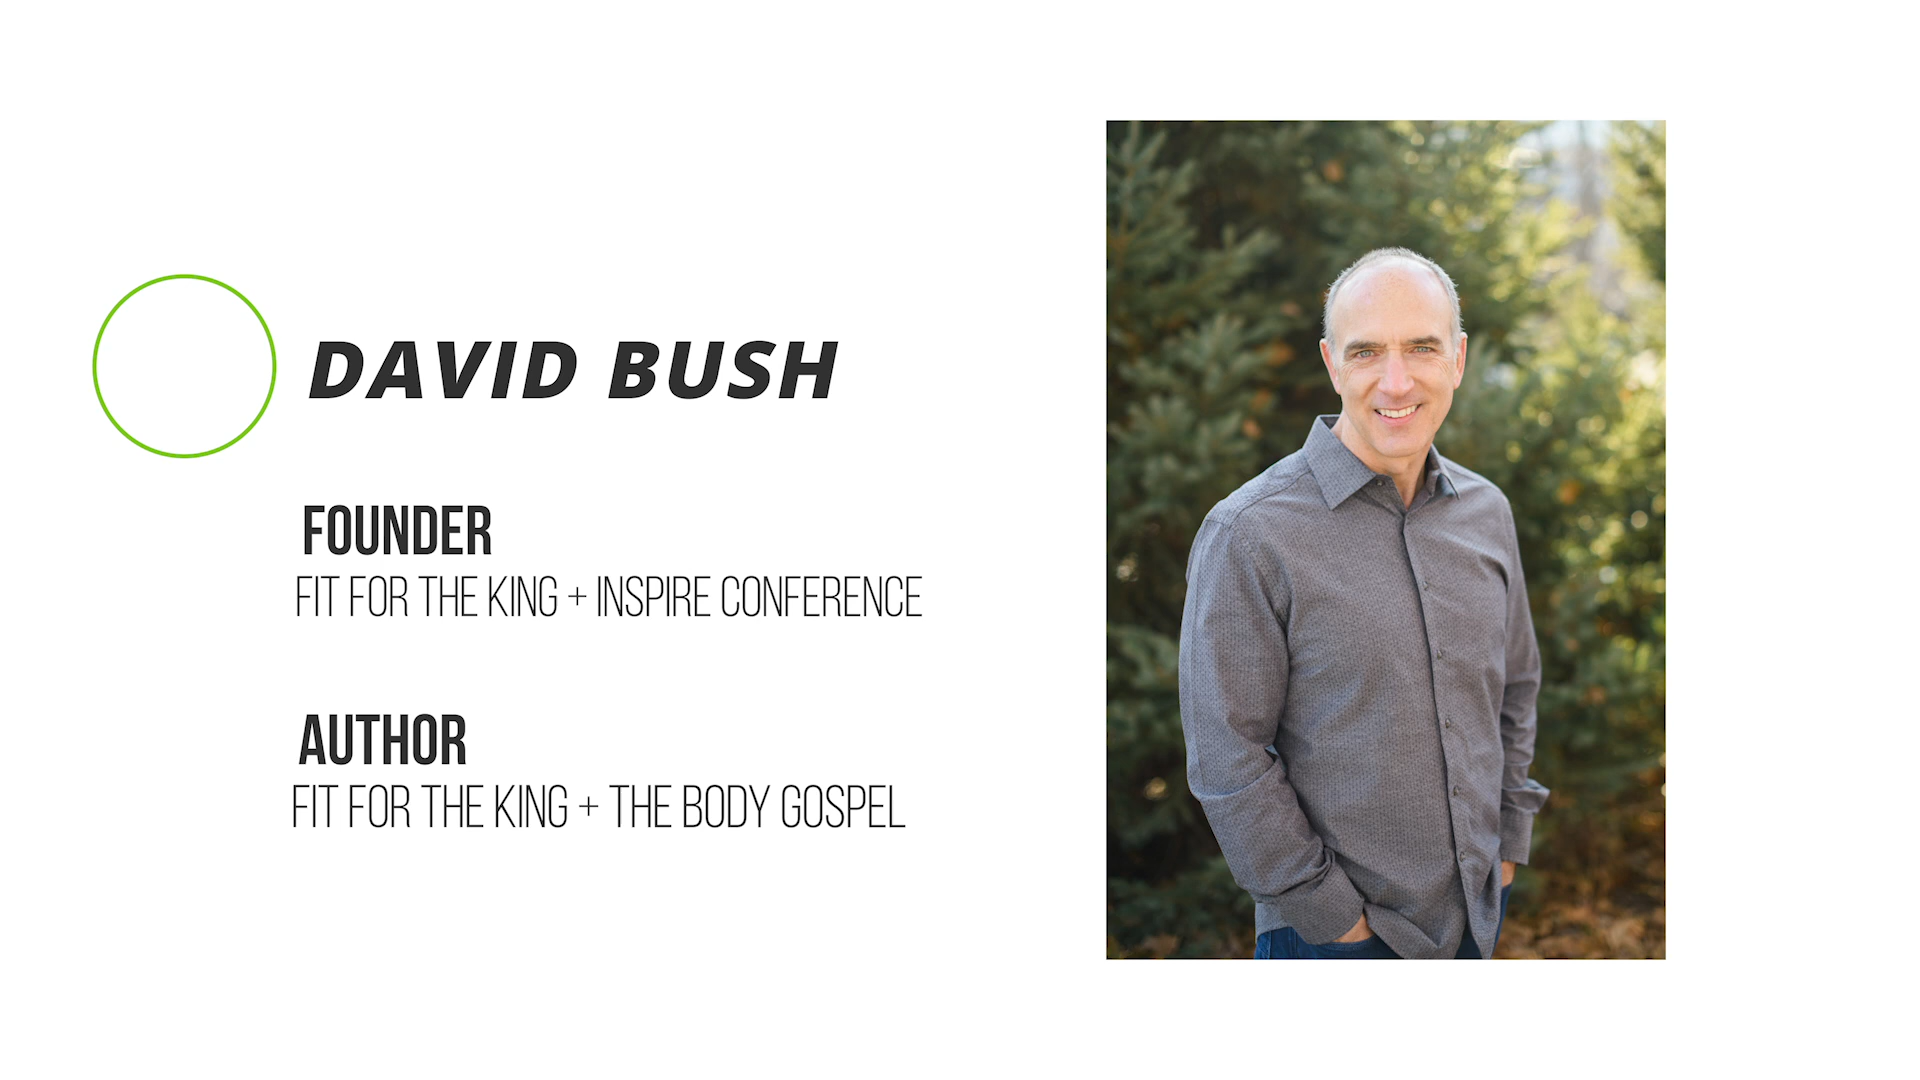 DAVID BUSH
FOUNDER
FIT FOR THE KING + INSPIRE CONFERENCE
AUTHOR
FIT FOR THE KING + THE BODY GOSPEL